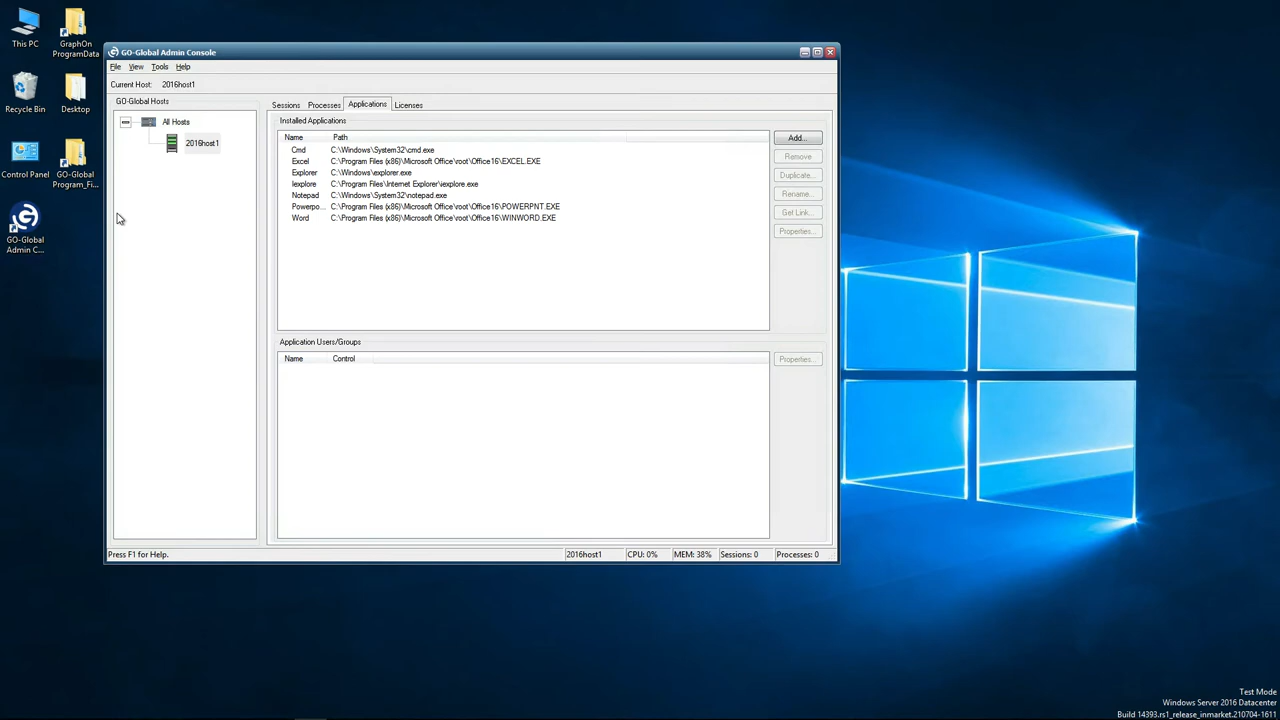 This PC
GraphOn
ProgramData
Recycle Bin
Desktop
Control Panel
GO-Global
Program_Fi...
GO-Global
Admin C...
GO-Global Admin Console
File View Tools Help
Current Host: 2016host1
GO-Global Hosts
All Hosts
2016host1
Sessions Processes Applications Licenses
Installed Applications
Name Path
Cmd C:\Windows\System32\cmd.exe
Excel C:\Program Files (x86)\Microsoft Office\root\Office16\EXCEL.EXE
Explorer C:\Windows\explorer.exe
Iexplore C:\Program Files\Internet Explorer\iexplore.exe
Notepad C:\Windows\System32\notepad.exe
Powerpo... C:\Program Files (x86)\Microsoft Office\root\Office16\POWERPNT.EXE
Word C:\Program Files (x86)\Microsoft Office\root\Office16\WINWORD.EXE
Add...
Remove
Duplicate...
Rename...
Get Link...
Properties...
Application Users/Groups
Name Control
Properties...
Press F1 for Help. 2016host1 CPU: 0% MEM: 38% Sessions: 0 Processes: 0
Test Mode
Windows Server 2016 Datacenter
Build 14393.rs1_release_inmarket.210704-1611